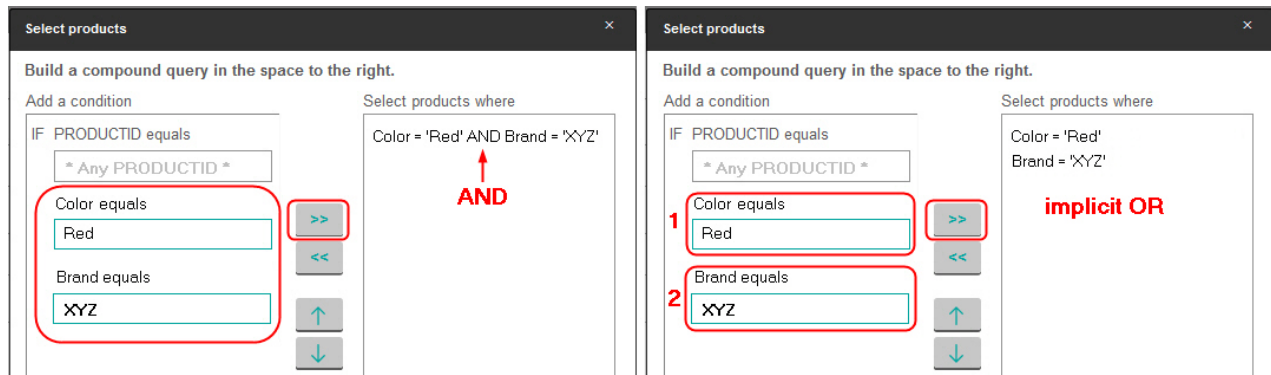 Select products ×
Build a compound query in the space to the right.
Add a condition
Select products where
IF PRODUCTID equals
* Any PRODUCTID *
Color equals
Red
Brand equals
XYZ
>>
<<
↑
↓
Color = 'Red' AND Brand = 'XYZ'
AND
Select products ×
Build a compound query in the space to the right.
Add a condition
Select products where
IF PRODUCTID equals
* Any PRODUCTID *
1
Color equals
Red
2
Brand equals
XYZ
>>
<<
↑
↓
Color = 'Red'
Brand = 'XYZ'
implicit OR